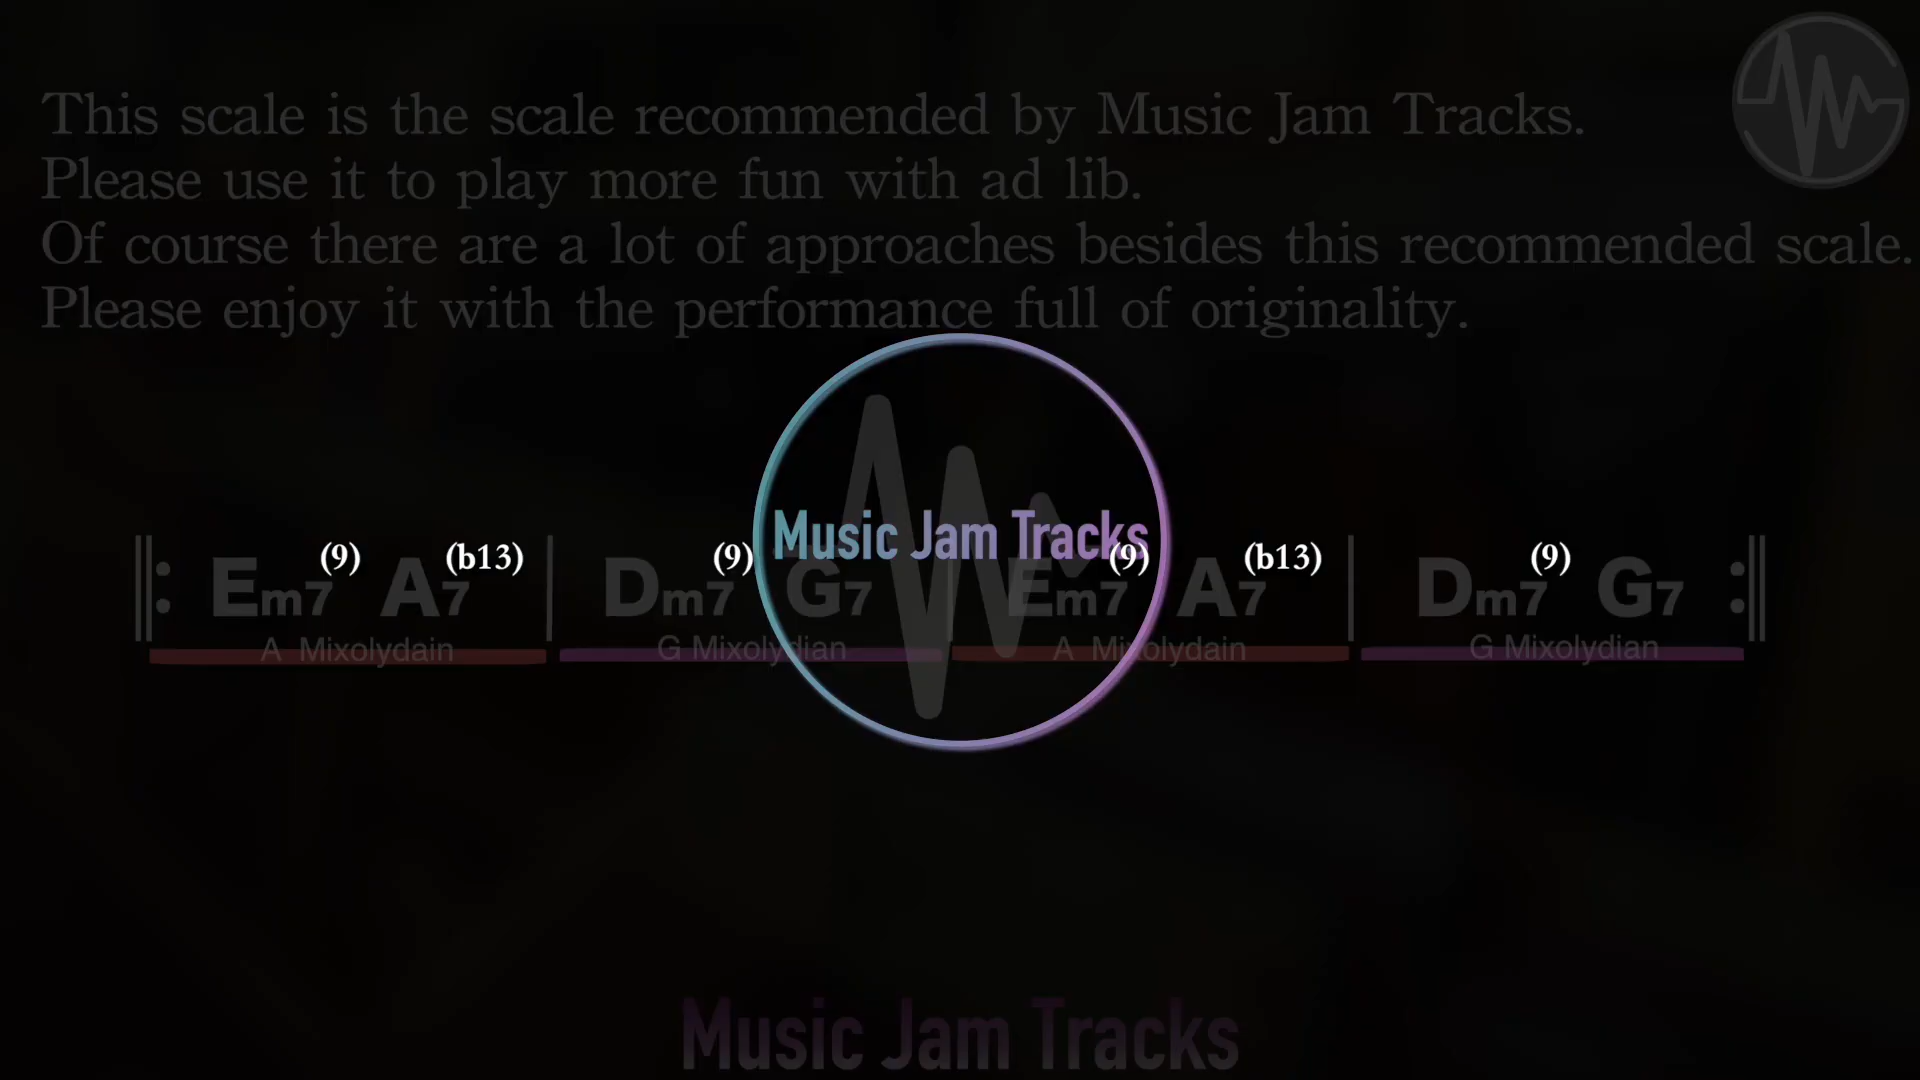 This scale is the scale recommended by Music Jam Tracks.
Please use it to play more fun with ad lib.
Of course there are a lot of approaches besides this recommended scale.
Please enjoy it with the performance full of originality.
Music Jam Tracks
Em7(9) A7(b13) Dm7(9) G7 Em7(9) A7(b13) Dm7(9) G7
A Mixolydain G Mixolydian A Mixolydain G Mixolydian
Music Jam Tracks